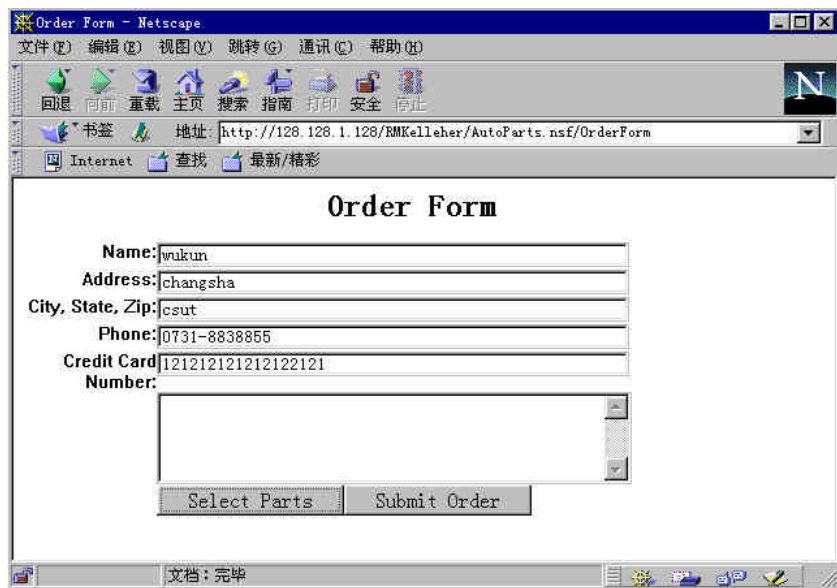 Order Form - Netscape
文件(F) 编辑(E) 视图(V) 跳转(G) 通讯(C) 帮助(H)
回退 向前 重载 主页 搜索 指南 打印 安全 停止
N
书签 地址: http://128.128.1.128/RMKelleher/AutoParts.nsf/OrderForm
Internet 查找 最新/精彩
Order Form
Name: wukun
Address: changsha
City, State, Zip: csut
Phone: 0731-8838855
Credit Card Number: 121212121212122121
Select Parts Submit Order
文档：完毕